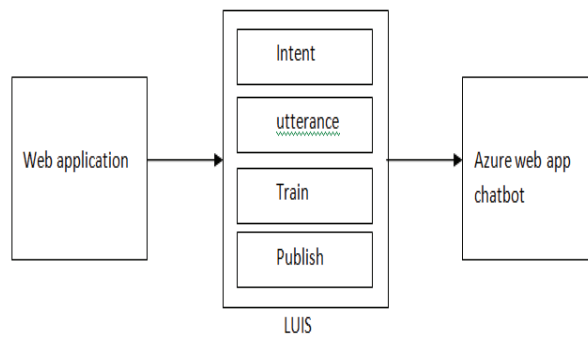 Web application
Intent
utterance
Train
Publish
LUIS
Azure web app
chatbot